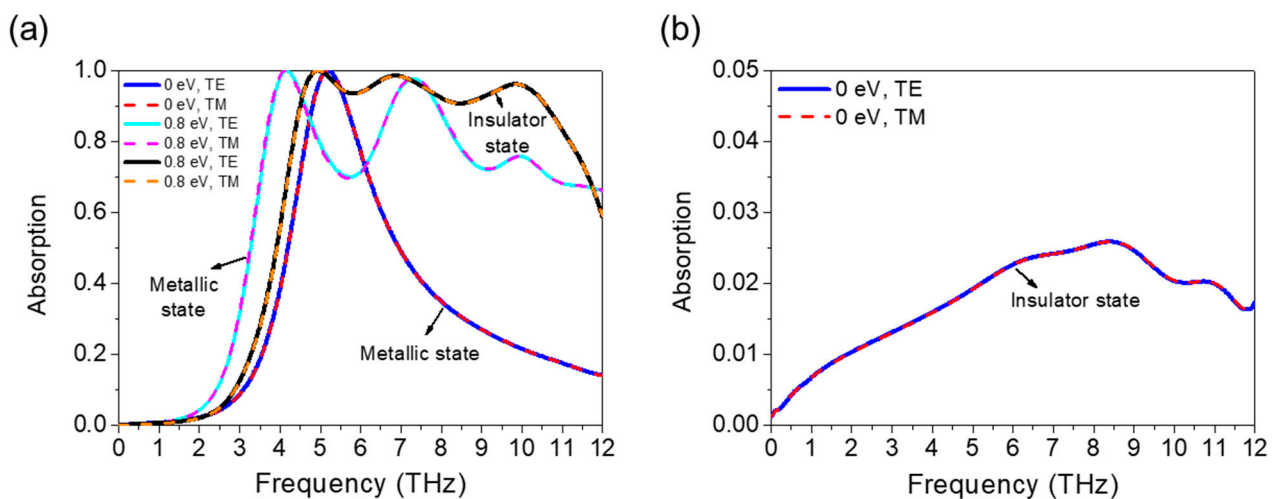 (a)
1.0
0.8
0.6
0.4
0.2
0.0
Absorption
0 eV, TE
0 eV, TM
0.8 eV, TE
0.8 eV, TM
0.8 eV, TE
0.8 eV, TM
Insulator
state
Metallic
state
Metallic state
0 1 2 3 4 5 6 7 8 9 10 11 12
Frequency (THz)
(b)
0.05
0.04
0.03
0.02
0.01
0.00
Absorption
0 eV, TE
0 eV, TM
Insulator state
0 1 2 3 4 5 6 7 8 9 10 11 12
Frequency (THz)